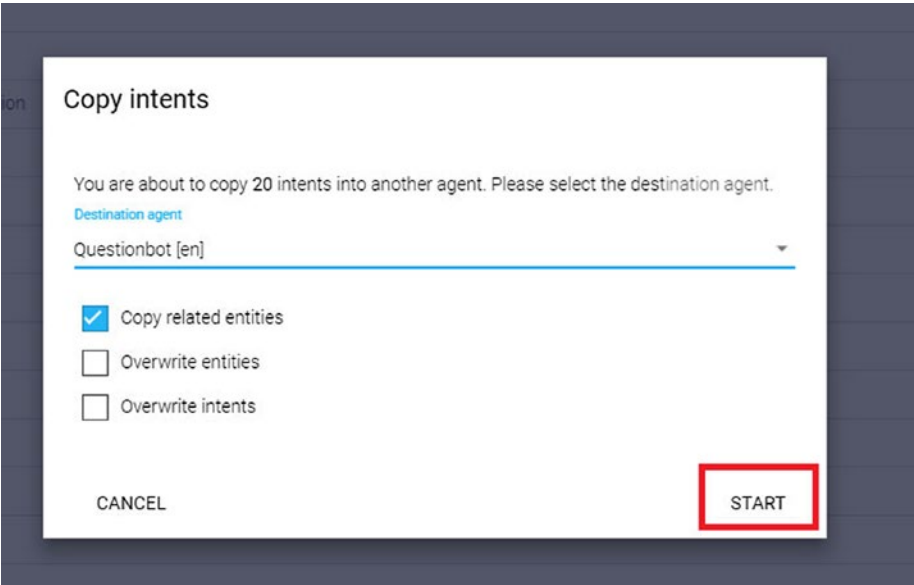 ion
Copy intents
You are about to copy 20 intents into another agent. Please select the destination agent.
Destination agent
Questionbot [en]
Copy related entities
Overwrite entities
Overwrite intents
CANCEL
START